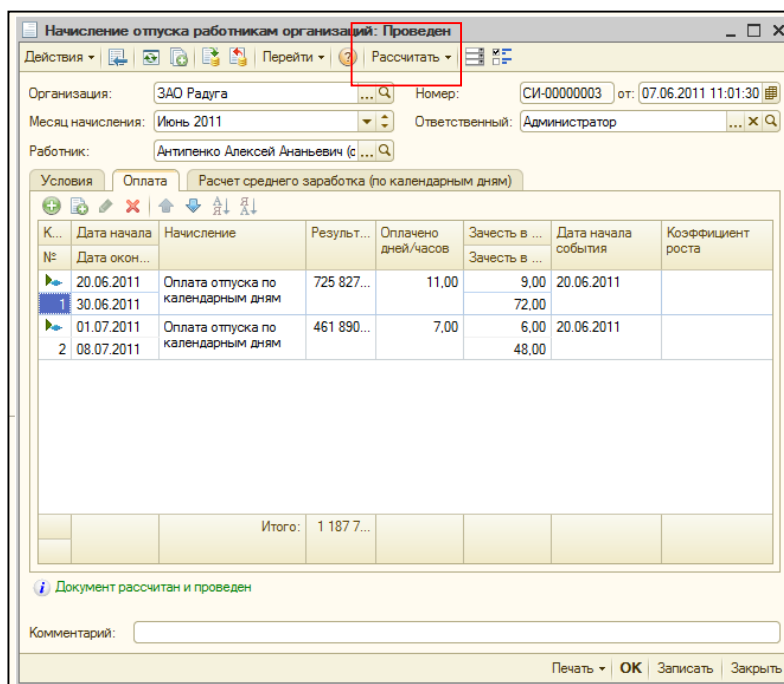 Начисление отпуска работникам организаций: Проведен
Действия Перейти Рассчитать
Организация: ЗАО Радуга ... Номер: СИ-00000003 от: 07.06.2011 11:01:30
Месяц начисления: Июнь 2011 Ответственный: Администратор ...
Работник: Антипенко Алексей Ананьевич (с ...
Условия Оплата Расчет среднего заработка (по календарным дням)
К... Дата начала Начисление Результ... Оплачено дней/часов Зачесть в ... Дата начала события Коэффициент роста
№ Дата окон... Зачесть в ...
20.06.2011 Оплата отпуска по календарным дням 725 827... 11,00 9,00 20.06.2011
1 30.06.2011 72,00
01.07.2011 Оплата отпуска по календарным дням 461 890... 7,00 6,00 20.06.2011
2 08.07.2011 48,00
Итого: 1 187 7...
Документ рассчитан и проведен
Комментарий:
Печать OK Записать Закрыть